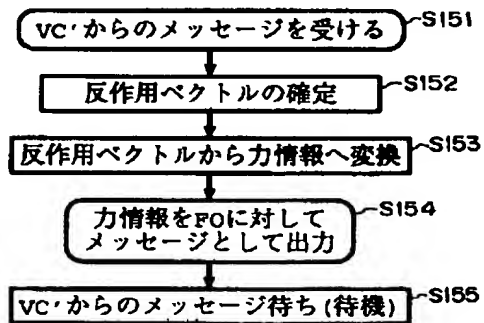 VC'からのメッセージを受ける
S151
反作用ベクトルの確定
S152
反作用ベクトルから力情報へ変換
S153
力情報をFOに対して
メッセージとして出力
S154
VC'からのメッセージ待ち(待機)
S155